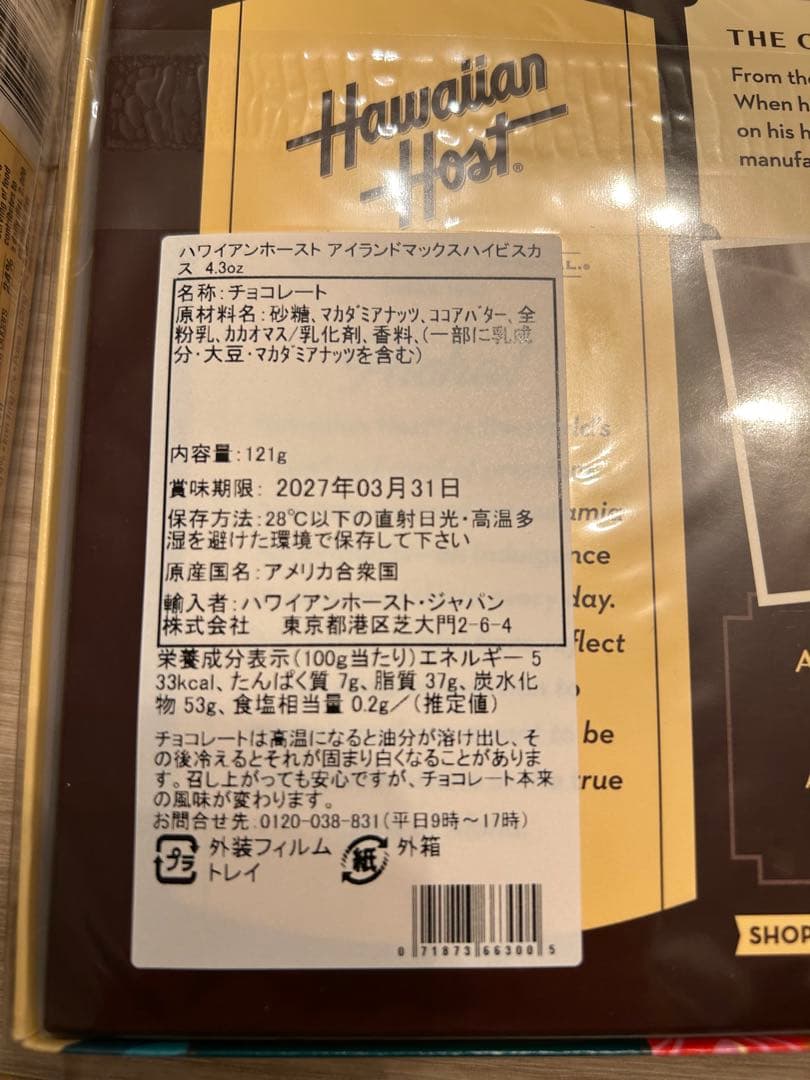 Hawaiian
Host®
THE
From the
When h
on his h
manufa
ハワイアンホースト アイランドマックスハイビスカ
ス 4.3oz
名称:チョコレート
原材料名:砂糖、マカダミアナッツ、ココアバター、全
粉乳、カカオマス/乳化剤、香料、(一部に乳成
分・大豆・マカダミアナッツを含む)
内容量:121g
賞味期限: 2027年03月31日
保存方法:28℃以下の直射日光・高温多
湿を避けた環境で保存して下さい
原産国名:アメリカ合衆国
輸入者:ハワイアンホースト・ジャパン
株式会社 東京都港区芝大門2-6-4
栄養成分表示(100g当たり)エネルギー 5
33kcal、たんぱく質 7g、脂質 37g、炭水化
物 53g、食塩相当量 0.2g/(推定値)
チョコレートは高温になると油分が溶け出し、そ
の後冷えるとそれが固まり白くなることがありま
す。召し上がっても安心ですが、チョコレート本来
の風味が変わります。
お問合せ先:0120-038-831(平日9時~17時)
プラ 外装フィルム
トレイ
紙 外箱
0 71873 66300 5
ld's
amia
nce
day.
flect
to
be
true
SHOP